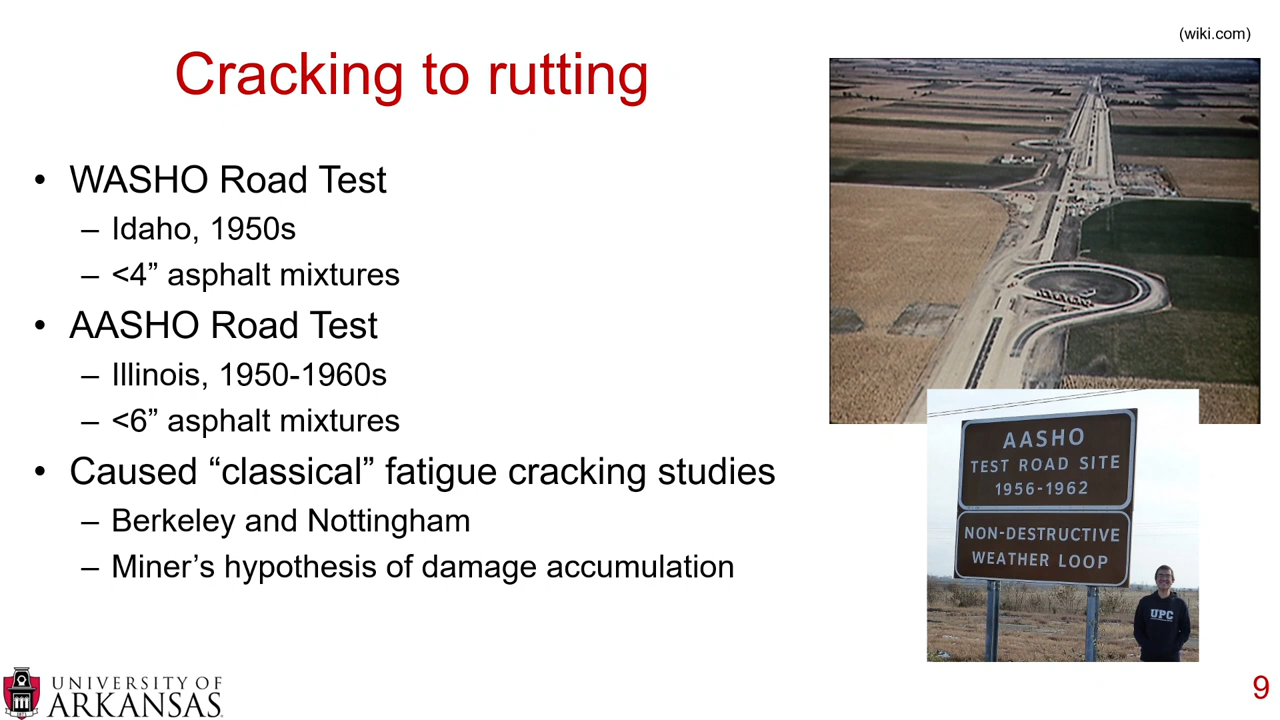 (wiki.com)
Cracking to rutting
• WASHO Road Test
– Idaho, 1950s
– <4” asphalt mixtures
• AASHO Road Test
– Illinois, 1950-1960s
– <6” asphalt mixtures
• Caused “classical” fatigue cracking studies
– Berkeley and Nottingham
– Miner’s hypothesis of damage accumulation
AASHO
TEST ROAD SITE
1956-1962
NON-DESTRUCTIVE
WEATHER LOOP
UPC
UNIVERSITY OF
ARKANSAS
9